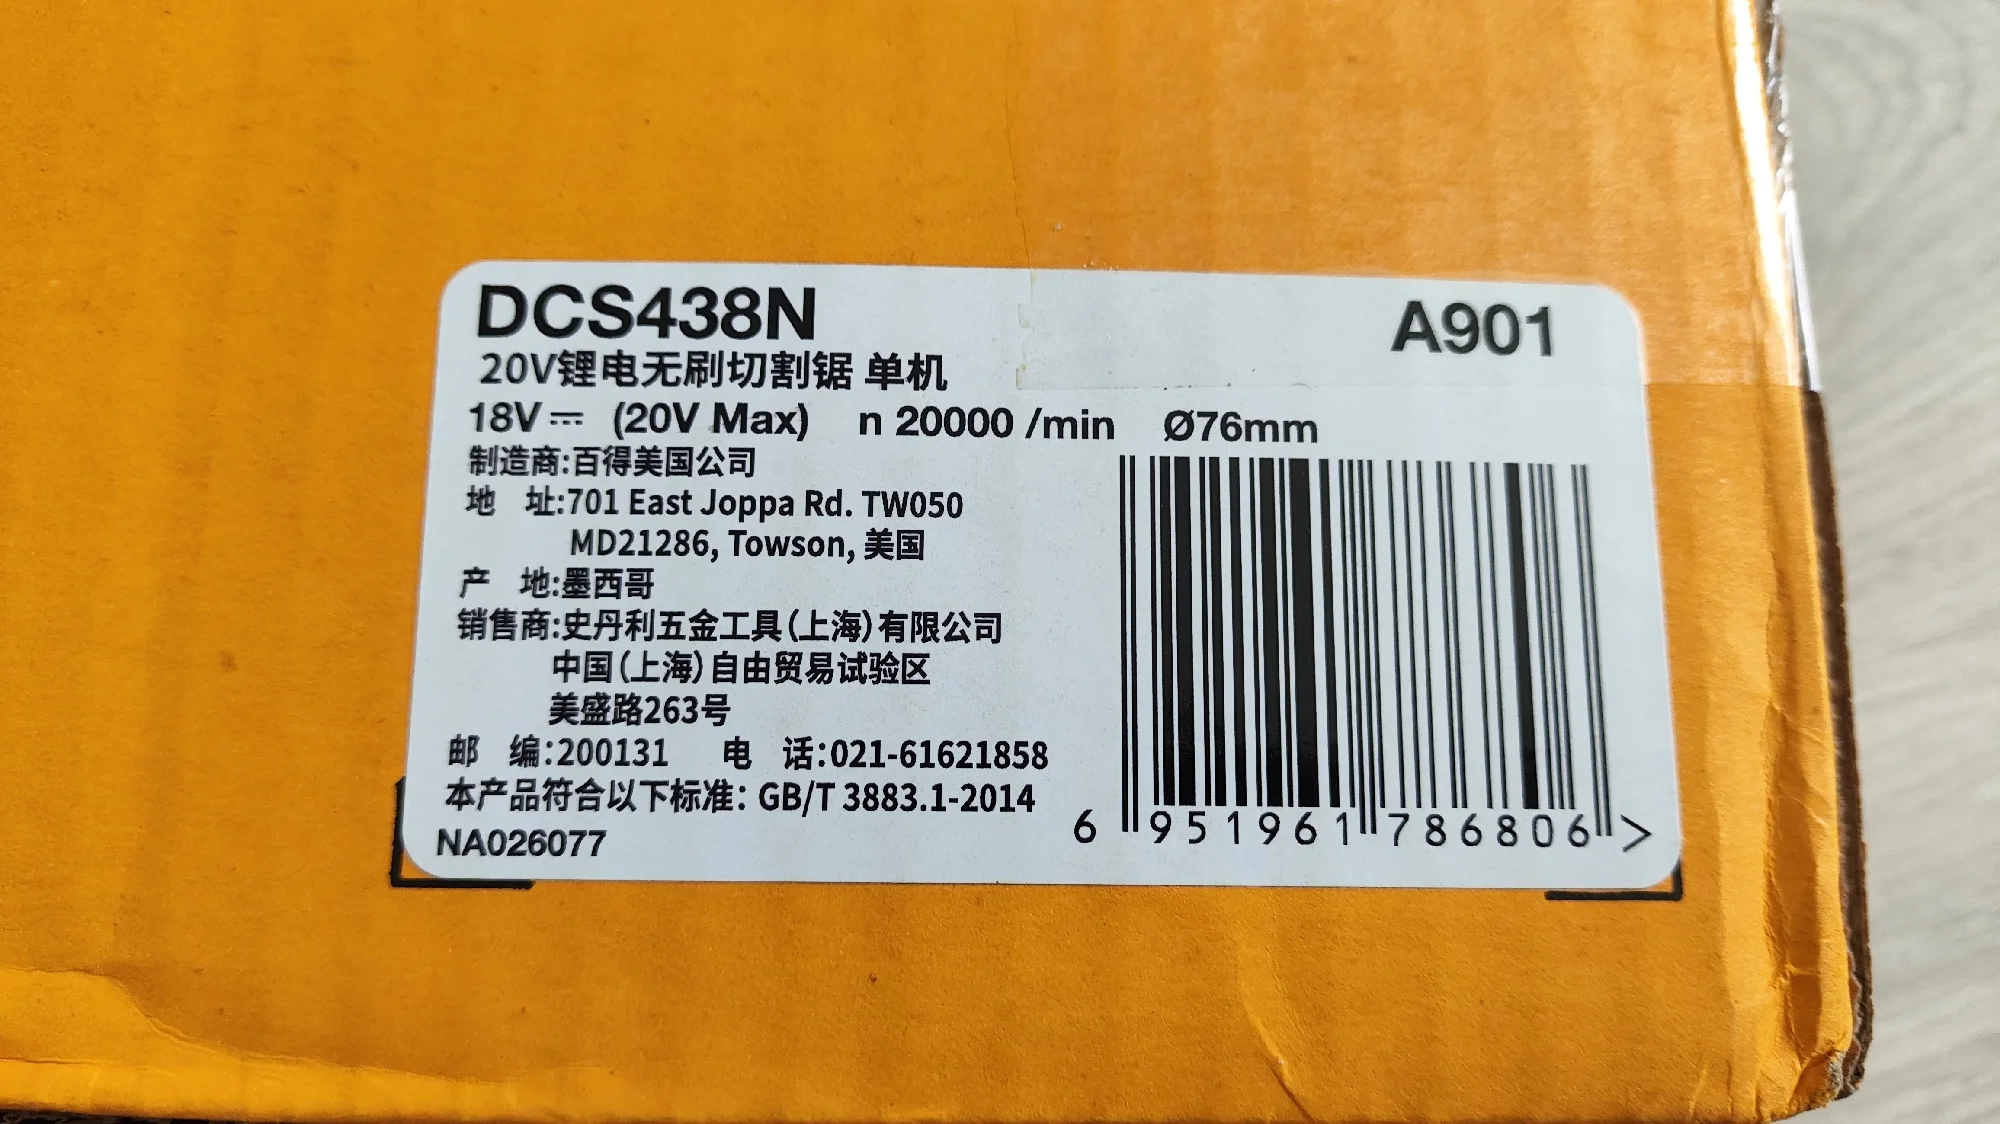 DCS438N A901
20V锂电无刷切割锯 单机
18V⎓ (20V Max) n 20000 /min Ø76mm
制造商:百得美国公司
地 址:701 East Joppa Rd. TW050
MD21286, Towson, 美国
产 地:墨西哥
销售商:史丹利五金工具(上海)有限公司
中国(上海)自由贸易试验区
美盛路263号
邮 编:200131 电 话:021-61621858
本产品符合以下标准: GB/T 3883.1-2014
NA026077
6 951961 786806 >